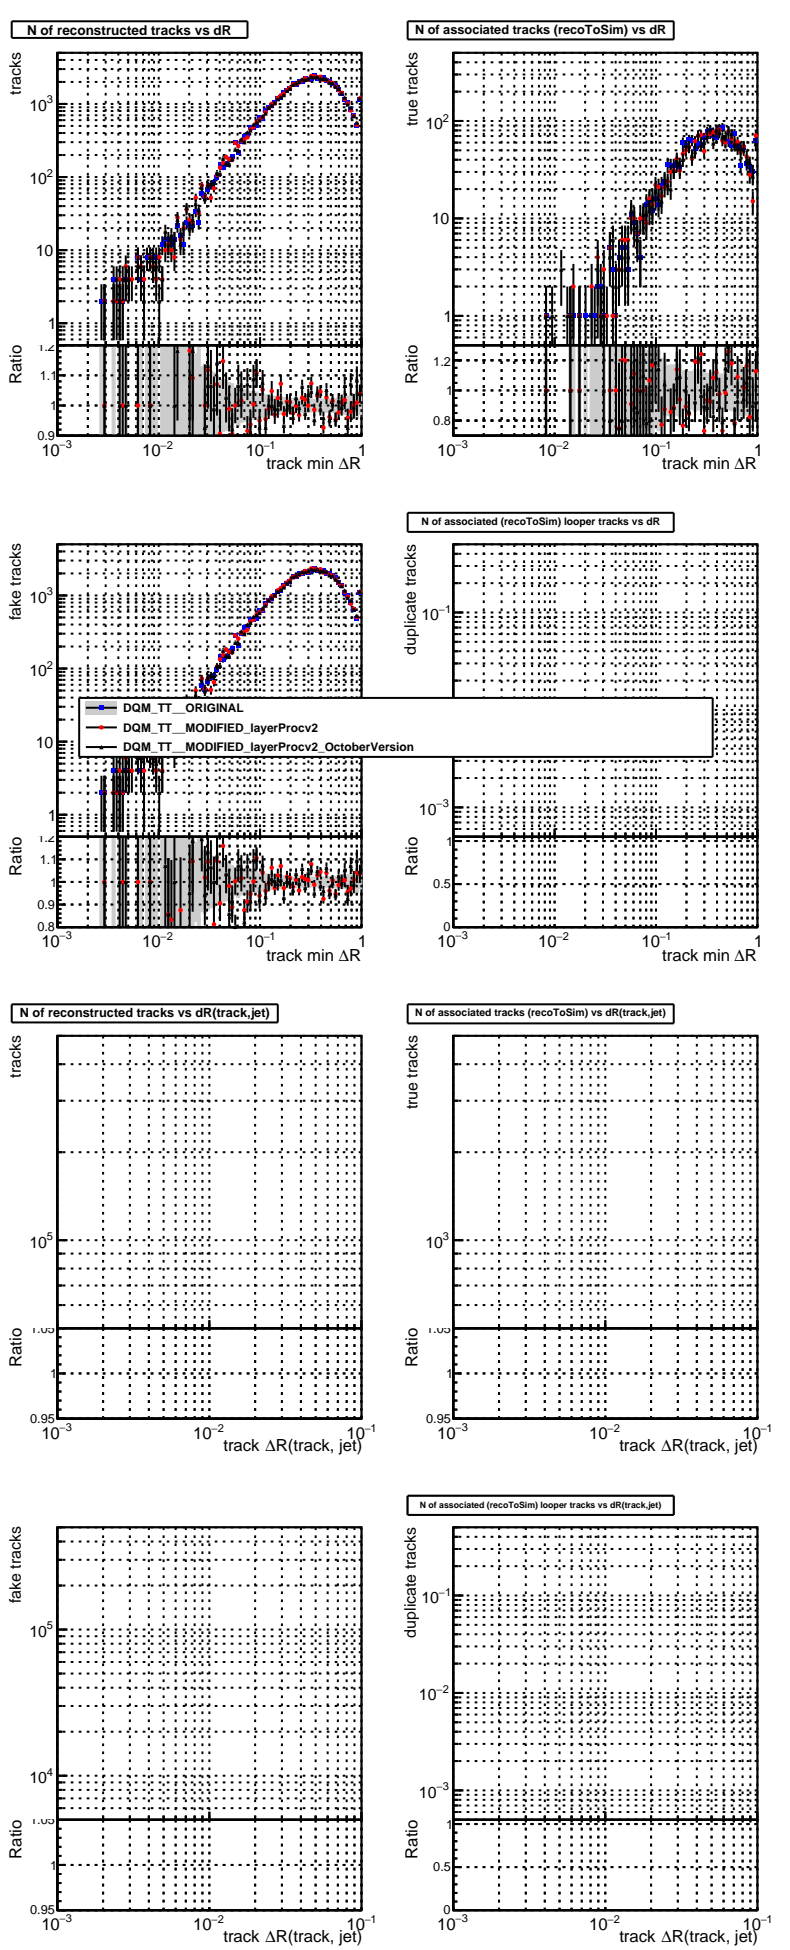 N of reconstructed tracks vs dR
tracks
10³
10²
10
1
Ratio
1.2
1.1
1
0.9
10⁻³ 10⁻² 10⁻¹ 1
track min ΔR
N of associated tracks (recoToSim) vs dR
true tracks
10²
10
1
Ratio
1.2
1
0.8
10⁻³ 10⁻² 10⁻¹ 1
track min ΔR
fake tracks
10³
10²
10
1
Ratio
1.2
1.1
1
0.9
0.8
10⁻³ 10⁻² 10⁻¹ 1
track min ΔR
N of associated (recoToSim) looper tracks vs dR
duplicate tracks
10⁻¹
10⁻³
Ratio
1
0.5
0
10⁻³ 10⁻² 10⁻¹ 1
track min ΔR
DQM_TT__ORIGINAL
DQM_TT__MODIFIED_layerProcv2
DQM_TT__MODIFIED_layerProcv2_OctoberVersion
N of reconstructed tracks vs dR(track,jet)
tracks
10⁵
Ratio
1.05
1
0.95
10⁻³ 10⁻² 10⁻¹
track ΔR(track, jet)
N of associated tracks (recoToSim) vs dR(track,jet)
true tracks
10³
Ratio
1.05
1
0.95
10⁻³ 10⁻² 10⁻¹
track ΔR(track, jet)
fake tracks
10⁵
10⁴
Ratio
1.05
1
0.95
10⁻³ 10⁻² 10⁻¹
track ΔR(track, jet)
N of associated (recoToSim) looper tracks vs dR(track,jet)
duplicate tracks
10⁻¹
10⁻²
10⁻³
Ratio
1
0.5
0
10⁻³ 10⁻² 10⁻¹
track ΔR(track, jet)